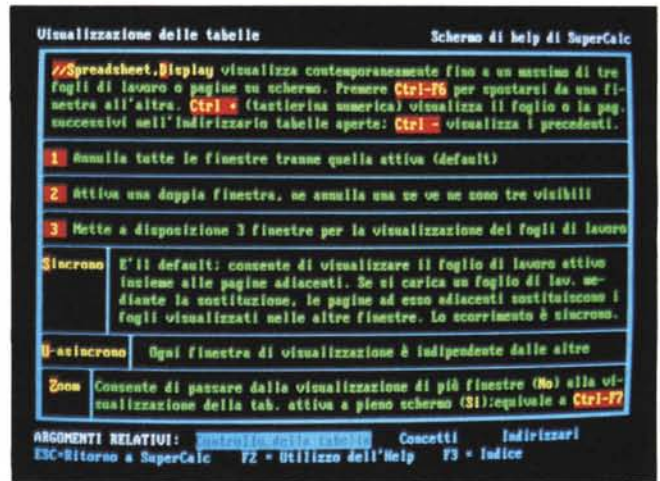 Visualizzazione delle tabelle Schermo di help di SuperCalc
//Spreadsheet,Display visualizza contemporaneamente fino a un massimo di tre
fogli di lavoro o pagine su schermo. Premere Ctrl-F6 per spostarsi da una fi-
nestra all'altra. Ctrl + (tastierina numerica) visualizza il foglio o la pag.
successivi nell'indirizzario tabelle aperte; Ctrl - visualizza i precedenti.
1 Annulla tutte le finestre tranne quella attiva (default)
2 Attiva una doppia finestra, ne annulla una se ve ne sono tre visibili
3 Mette a disposizione 3 finestre per la visualizzazione dei fogli di lavoro
Sincrono E'il default; consente di visualizzare il foglio di lavoro attivo
insieme alle pagine adiacenti. Se si carica un foglio di lav. me-
diante la sostituzione, le pagine ad esso adiacenti sostituiscono i
fogli visualizzati nelle altre finestre. Lo scorrimento è sincrono.
U-asincrono Ogni finestra di visualizzazione è indipendente dalle altre
Zoom Consente di passare dalla visualizzazione di più finestre (No) alla vi-
sualizzazione della tab. attiva a pieno schermo (Si):equivale a Ctrl-F7
ARGOMENTI RELATIVI: Controllo della tabella Concetti Indirizzari
ESC=Ritorno a SuperCalc F2 = Utilizzo dell'Help F3 = Indice